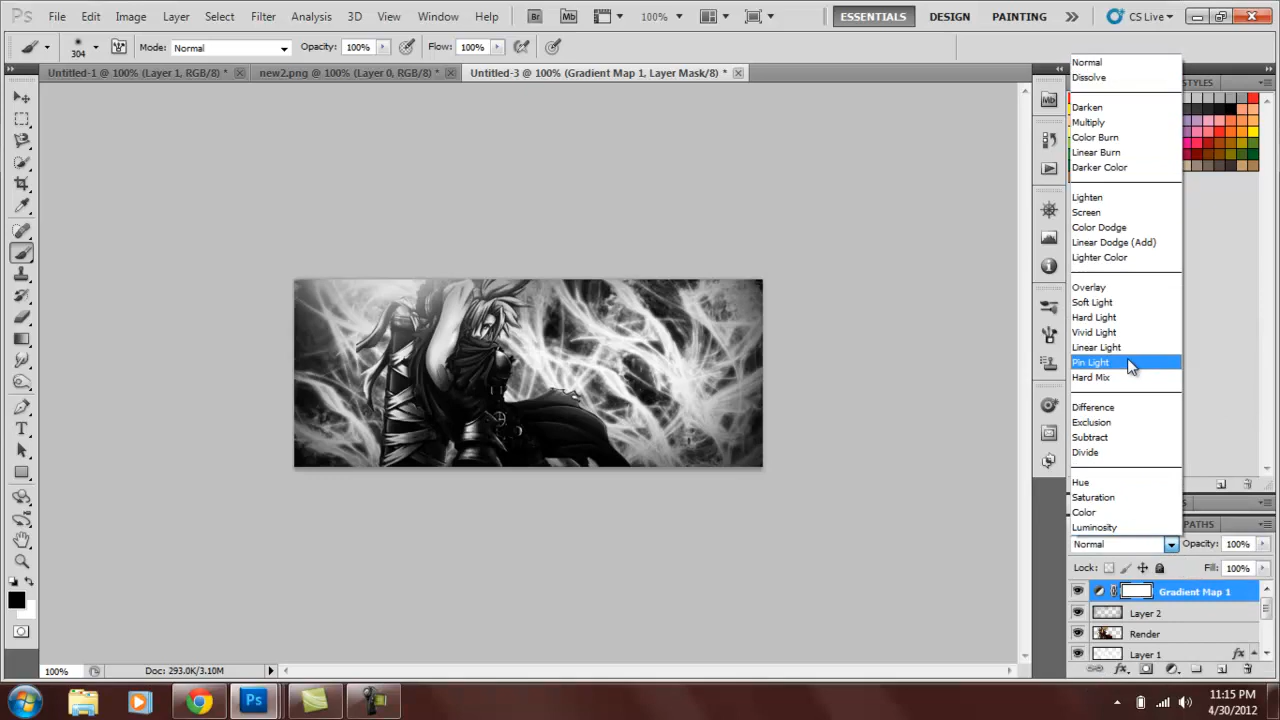 Ps File Edit Image Layer Select Filter Analysis 3D View Window Help Br Mb 100% ESSENTIALS DESIGN PAINTING CS Live
304 Mode: Normal Opacity: 100% Flow: 100%
Untitled-1 @ 100% (Layer 1, RGB/8) * new2.png @ 100% (Layer 0, RGB/8) * Untitled-3 @ 100% (Gradient Map 1, Layer Mask/8) *
STYLES
Mb
Normal
Dissolve
Darken
Multiply
Color Burn
Linear Burn
Darker Color
Lighten
Screen
Color Dodge
Linear Dodge (Add)
Lighter Color
Overlay
Soft Light
Hard Light
Vivid Light
Linear Light
Pin Light
Hard Mix
Difference
Exclusion
Subtract
Divide
Hue
Saturation
Color
Luminosity
PATHS
Normal Opacity: 100%
Lock: Fill: 100%
Gradient Map 1
Layer 2
Render
Layer 1 fx
fx
100% Doc: 293.0K/3.10M
Ps
11:15 PM
4/30/2012